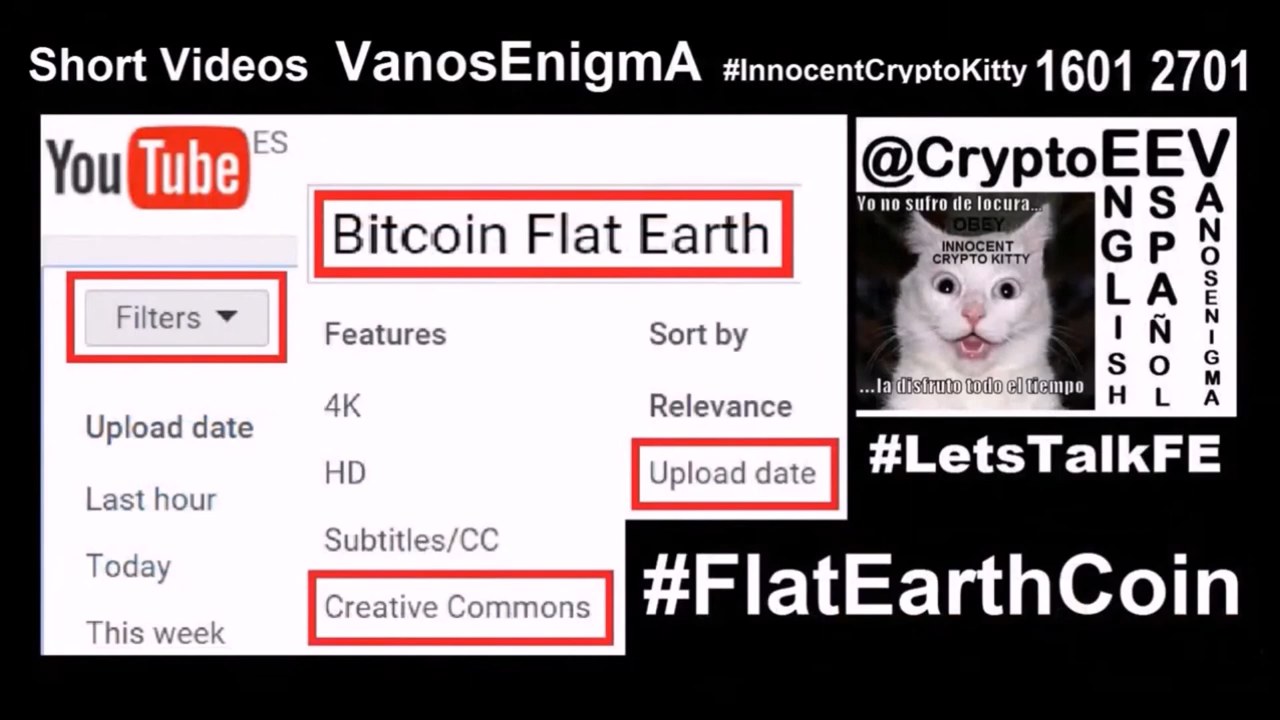 Short Videos VanosEnigmA #InnocentCryptoKitty 1601 2701
YouTube ES
Bitcoin Flat Earth
Filters
Features
Sort by
4K
Relevance
Upload date
HD
Upload date
Last hour
Subtitles/CC
Today
Creative Commons
This week
@CryptoEEV
ENGLISH
ESPAÑOL
VANOSENIGMA
Yo no sufro de locura...
OBEY
INNOCENT
CRYPTO KITTY
...la disfruto todo el tiempo
#LetsTalkFE
#FlatEarthCoin